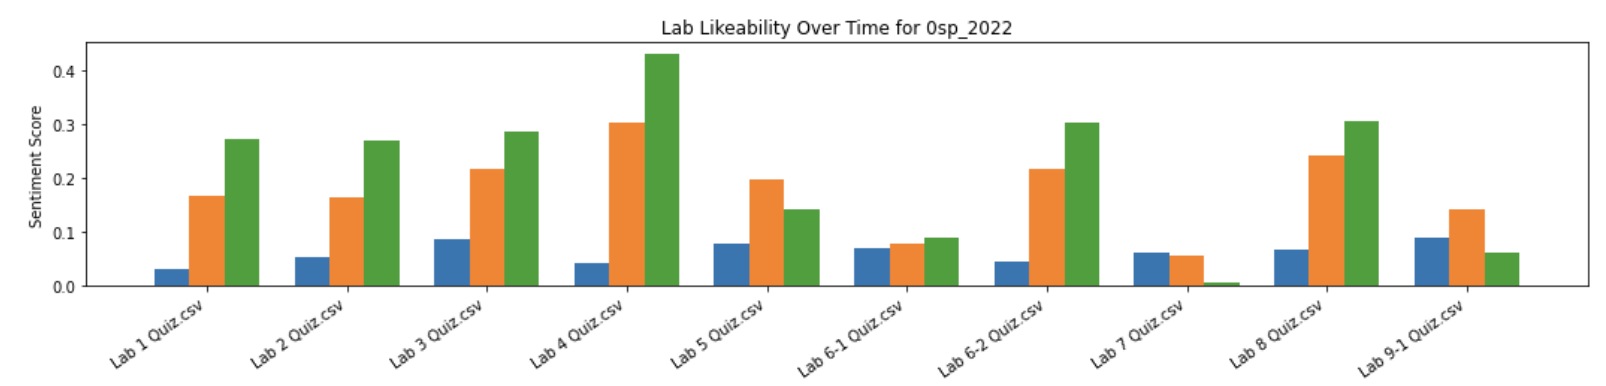 Lab Likeability Over Time for 0sp_2022
Sentiment Score
0.4
0.3
0.2
0.1
0.0
Lab 1 Quiz.csv
Lab 2 Quiz.csv
Lab 3 Quiz.csv
Lab 4 Quiz.csv
Lab 5 Quiz.csv
Lab 6-1 Quiz.csv
Lab 6-2 Quiz.csv
Lab 7 Quiz.csv
Lab 8 Quiz.csv
Lab 9-1 Quiz.csv